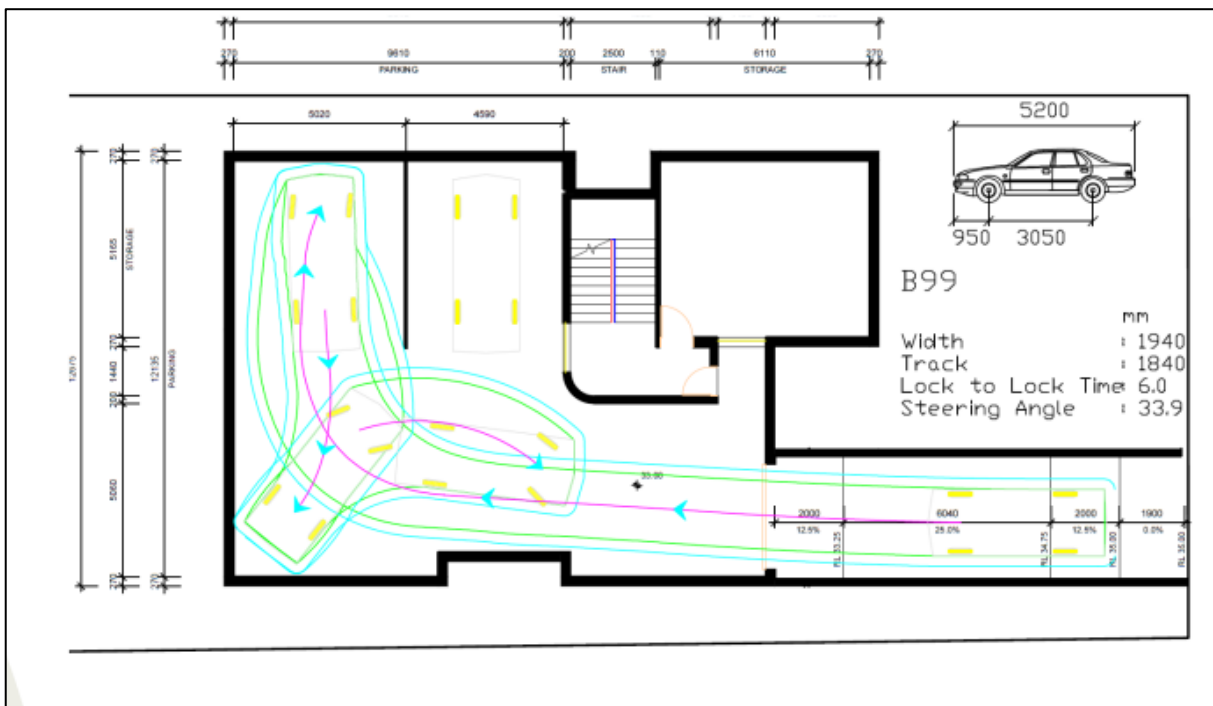 270 9610 200 2500 110 6110 270
PARKING STAIR STORAGE
5020 4590
5200
950 3050
B99
mm
Width : 1940
Track : 1840
Lock to Lock Time: 6.0
Steering Angle : 33.9
270
5165
STORAGE
270
1440
200
5060
270
12675
270
12135
PARKING
270
33.00
2000 6040 2000 1900
12.5% 25.0% 12.5% 0.0%
RL 33.25
RL 34.75
RL 35.00
RL 35.00